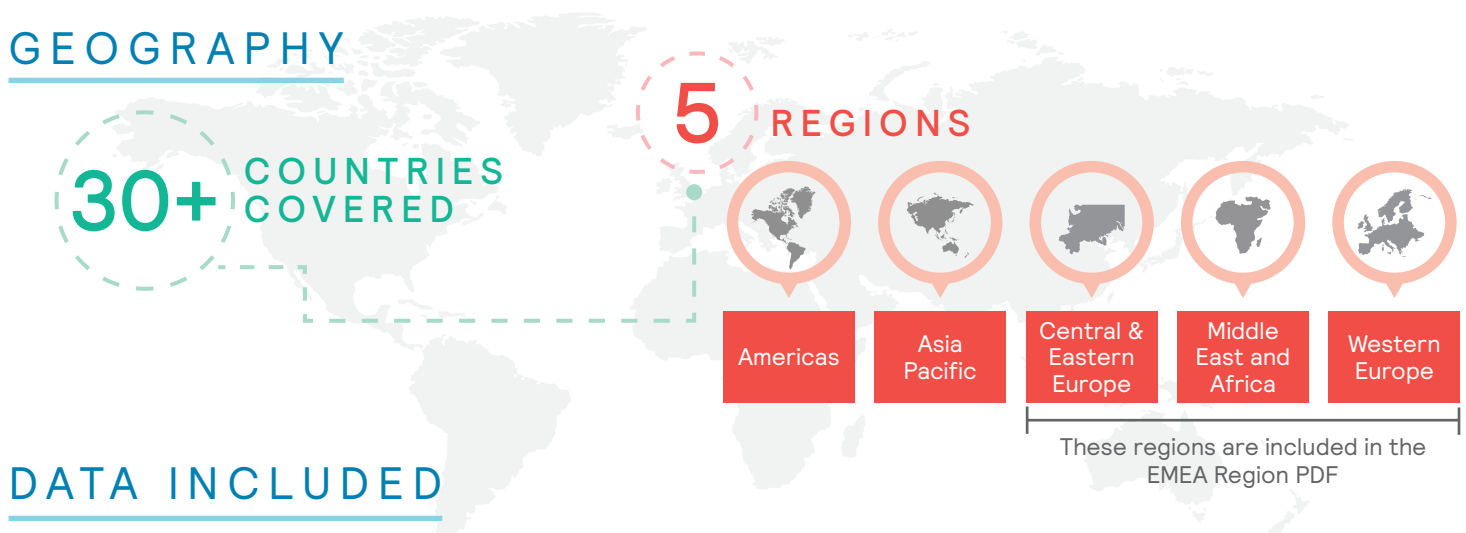 GEOGRAPHY
30+
COUNTRIES
COVERED
5
REGIONS
Americas
Asia
Pacific
Central &
Eastern
Europe
Middle
East and
Africa
Western
Europe
These regions are included in the
EMEA Region PDF
DATA INCLUDED